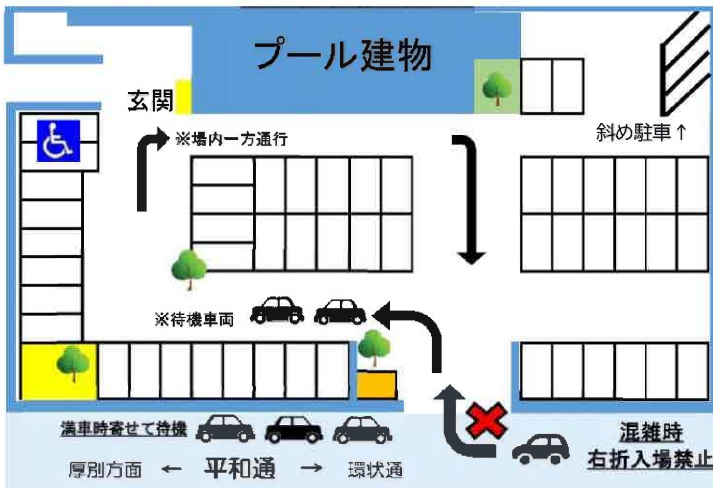 プール建物
玄関
※場内一方通行
斜め駐車↑
※待機車両
満車時寄せて待機
混雑時
右折入場禁止
厚別方面 ← 平和通 → 環状通